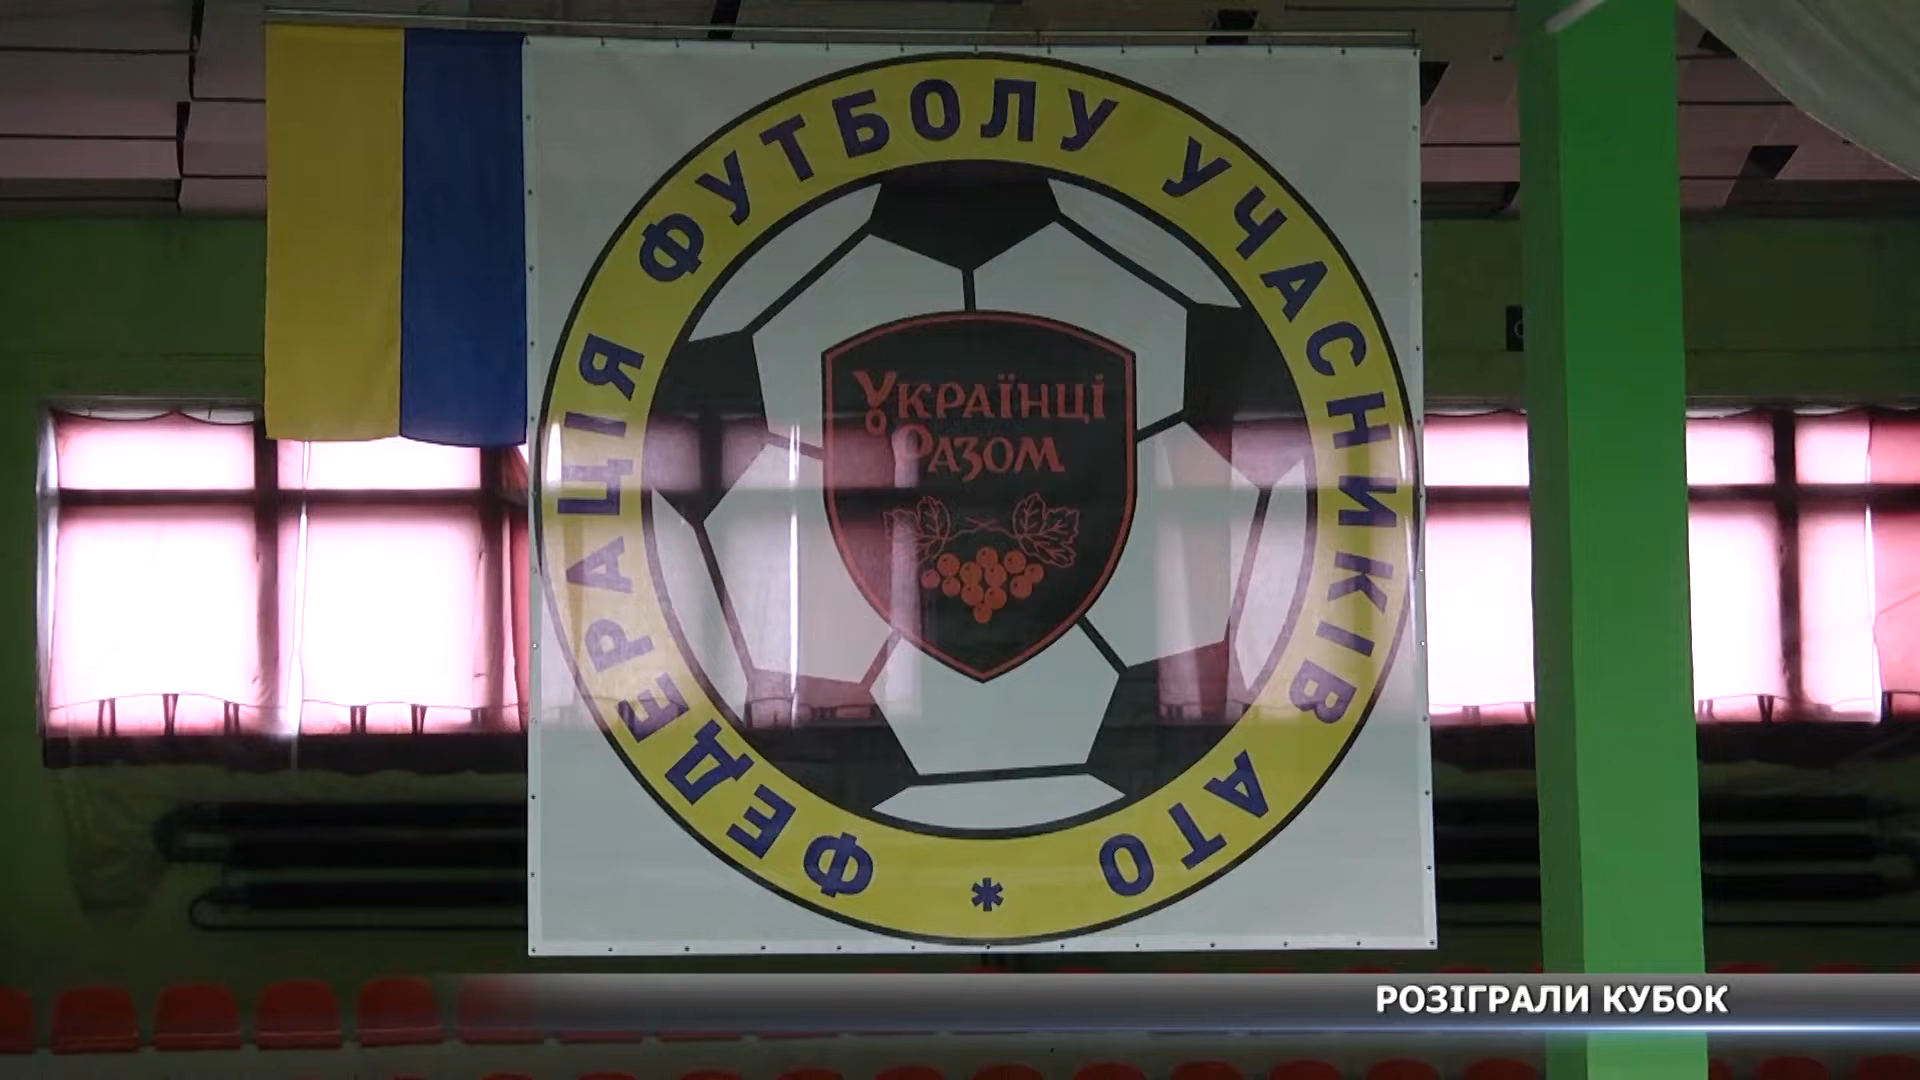 ФЕДЕРАЦІЯ ФУТБОЛУ УЧАСНИКІВ АТО *
УКРАЇНЦІ
РАЗОМ
РОЗІГРАЛИ КУБОК